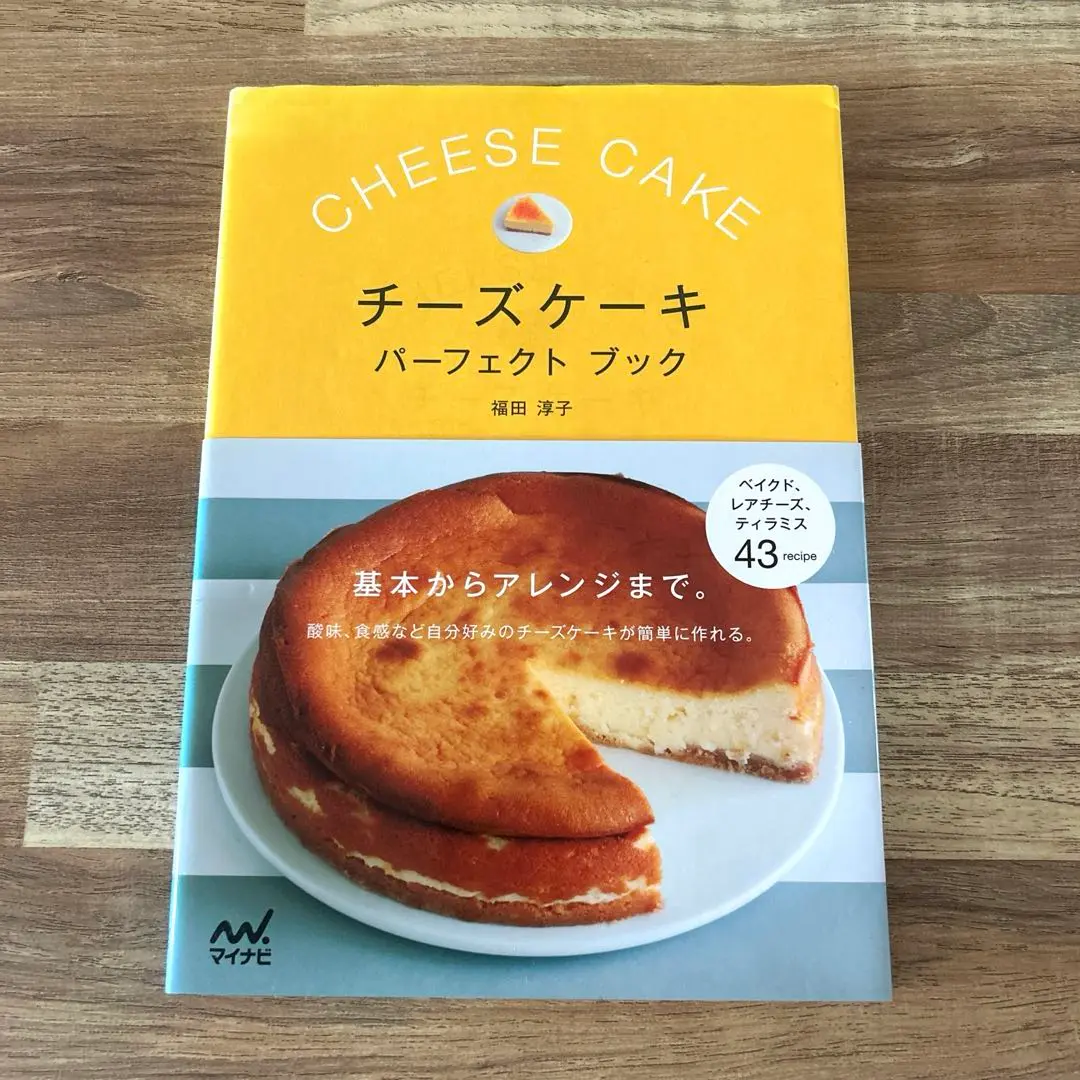 CHEESE CAKE
チーズケーキ
パーフェクト ブック
福田 淳子
ベイクド、
レアチーズ、
ティラミス
43 recipe
基本からアレンジまで。
酸味、食感など自分好みのチーズケーキが簡単に作れる。
マイナビ